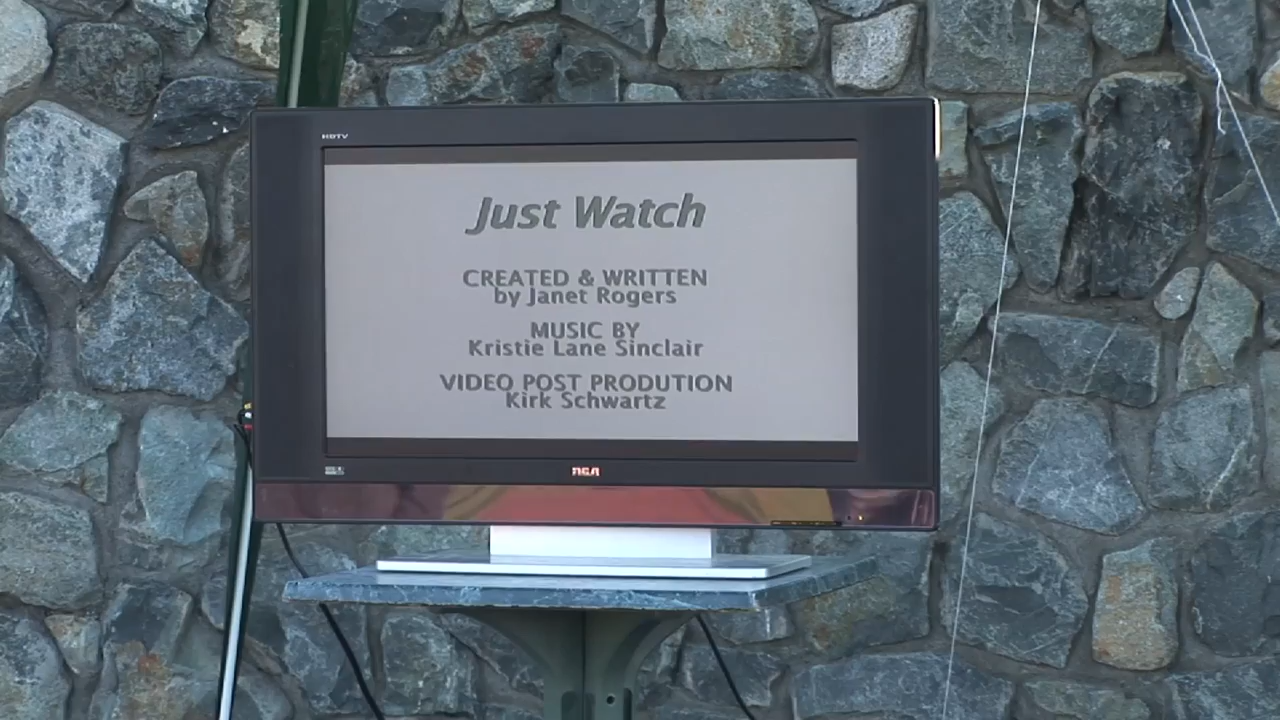 HDTV
Just Watch
CREATED & WRITTEN
by Janet Rogers
MUSIC BY
Kristie Lane Sinclair
VIDEO POST PRODUTION
Kirk Schwartz
RCA